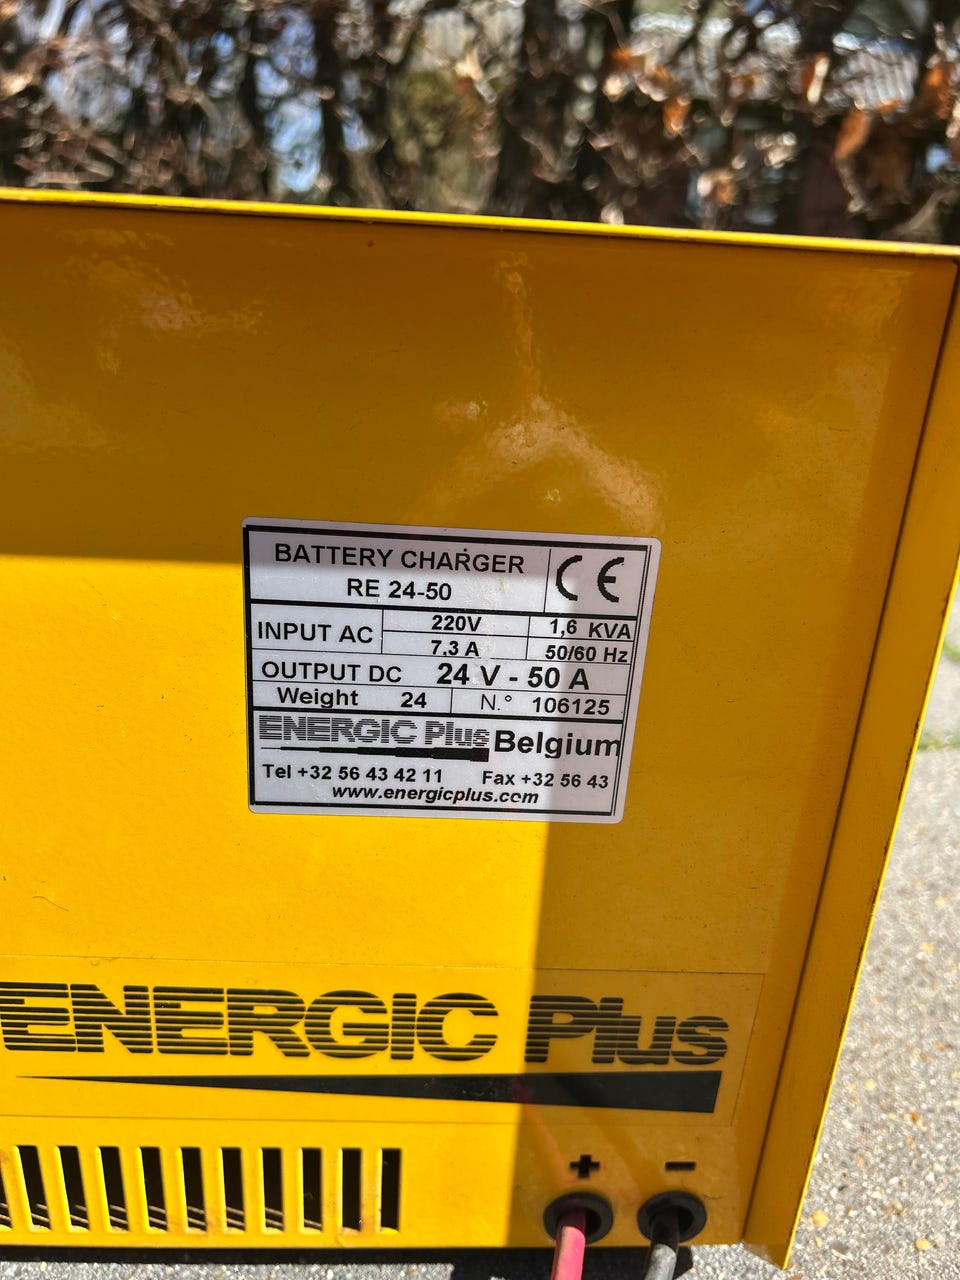 BATTERY CHARGER
RE 24-50
CE
INPUT AC
220V
1,6 KVA
7.3 A
50/60 Hz
OUTPUT DC 24 V - 50 A
Weight 24 N.° 106125
ENERGIC Plus Belgium
Tel +32 56 43 42 11 Fax +32 56 43
www.energicplus.com
ENERGIC Plus
+ -